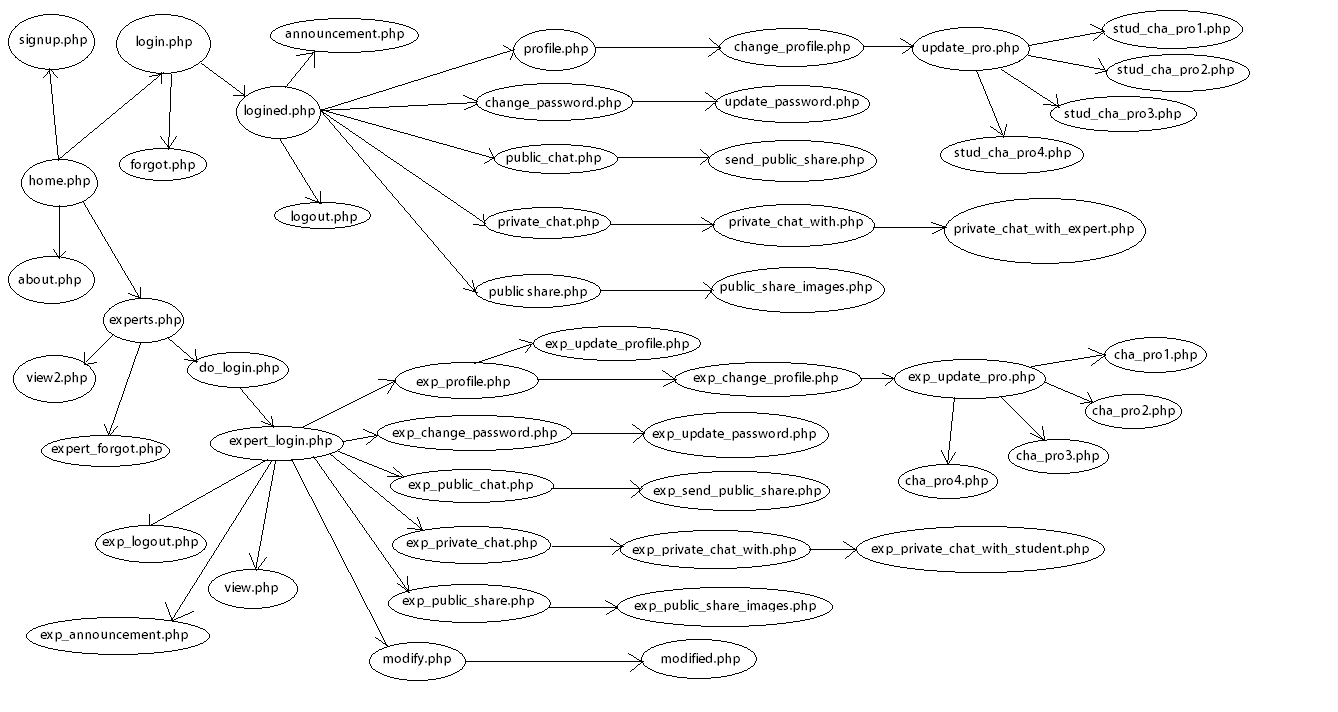 signup.php
login.php
announcement.php
profile.php
change_profile.php
update_pro.php
stud_cha_pro1.php
stud_cha_pro2.php
logined.php
change_password.php
update_password.php
stud_cha_pro3.php
forgot.php
public_chat.php
send_public_share.php
stud_cha_pro4.php
home.php
logout.php
private_chat.php
private_chat_with.php
private_chat_with_expert.php
about.php
public share.php
public_share_images.php
experts.php
exp_update_profile.php
view2.php
do_login.php
exp_profile.php
exp_change_profile.php
exp_update_pro.php
cha_pro1.php
cha_pro2.php
expert_forgot.php
expert_login.php
exp_change_password.php
exp_update_password.php
cha_pro3.php
cha_pro4.php
exp_public_chat.php
exp_send_public_share.php
exp_logout.php
exp_private_chat.php
exp_private_chat_with.php
exp_private_chat_with_student.php
view.php
exp_public_share.php
exp_public_share_images.php
exp_announcement.php
modify.php
modified.php